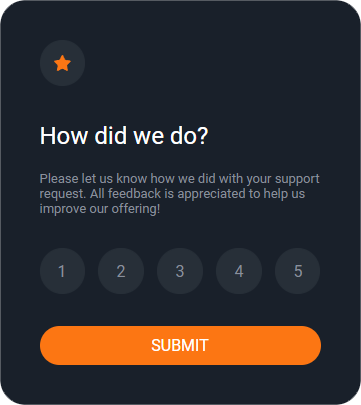 How did we do?
Please let us know how we did with your support
request. All feedback is appreciated to help us
improve our offering!
1 2 3 4 5
SUBMIT